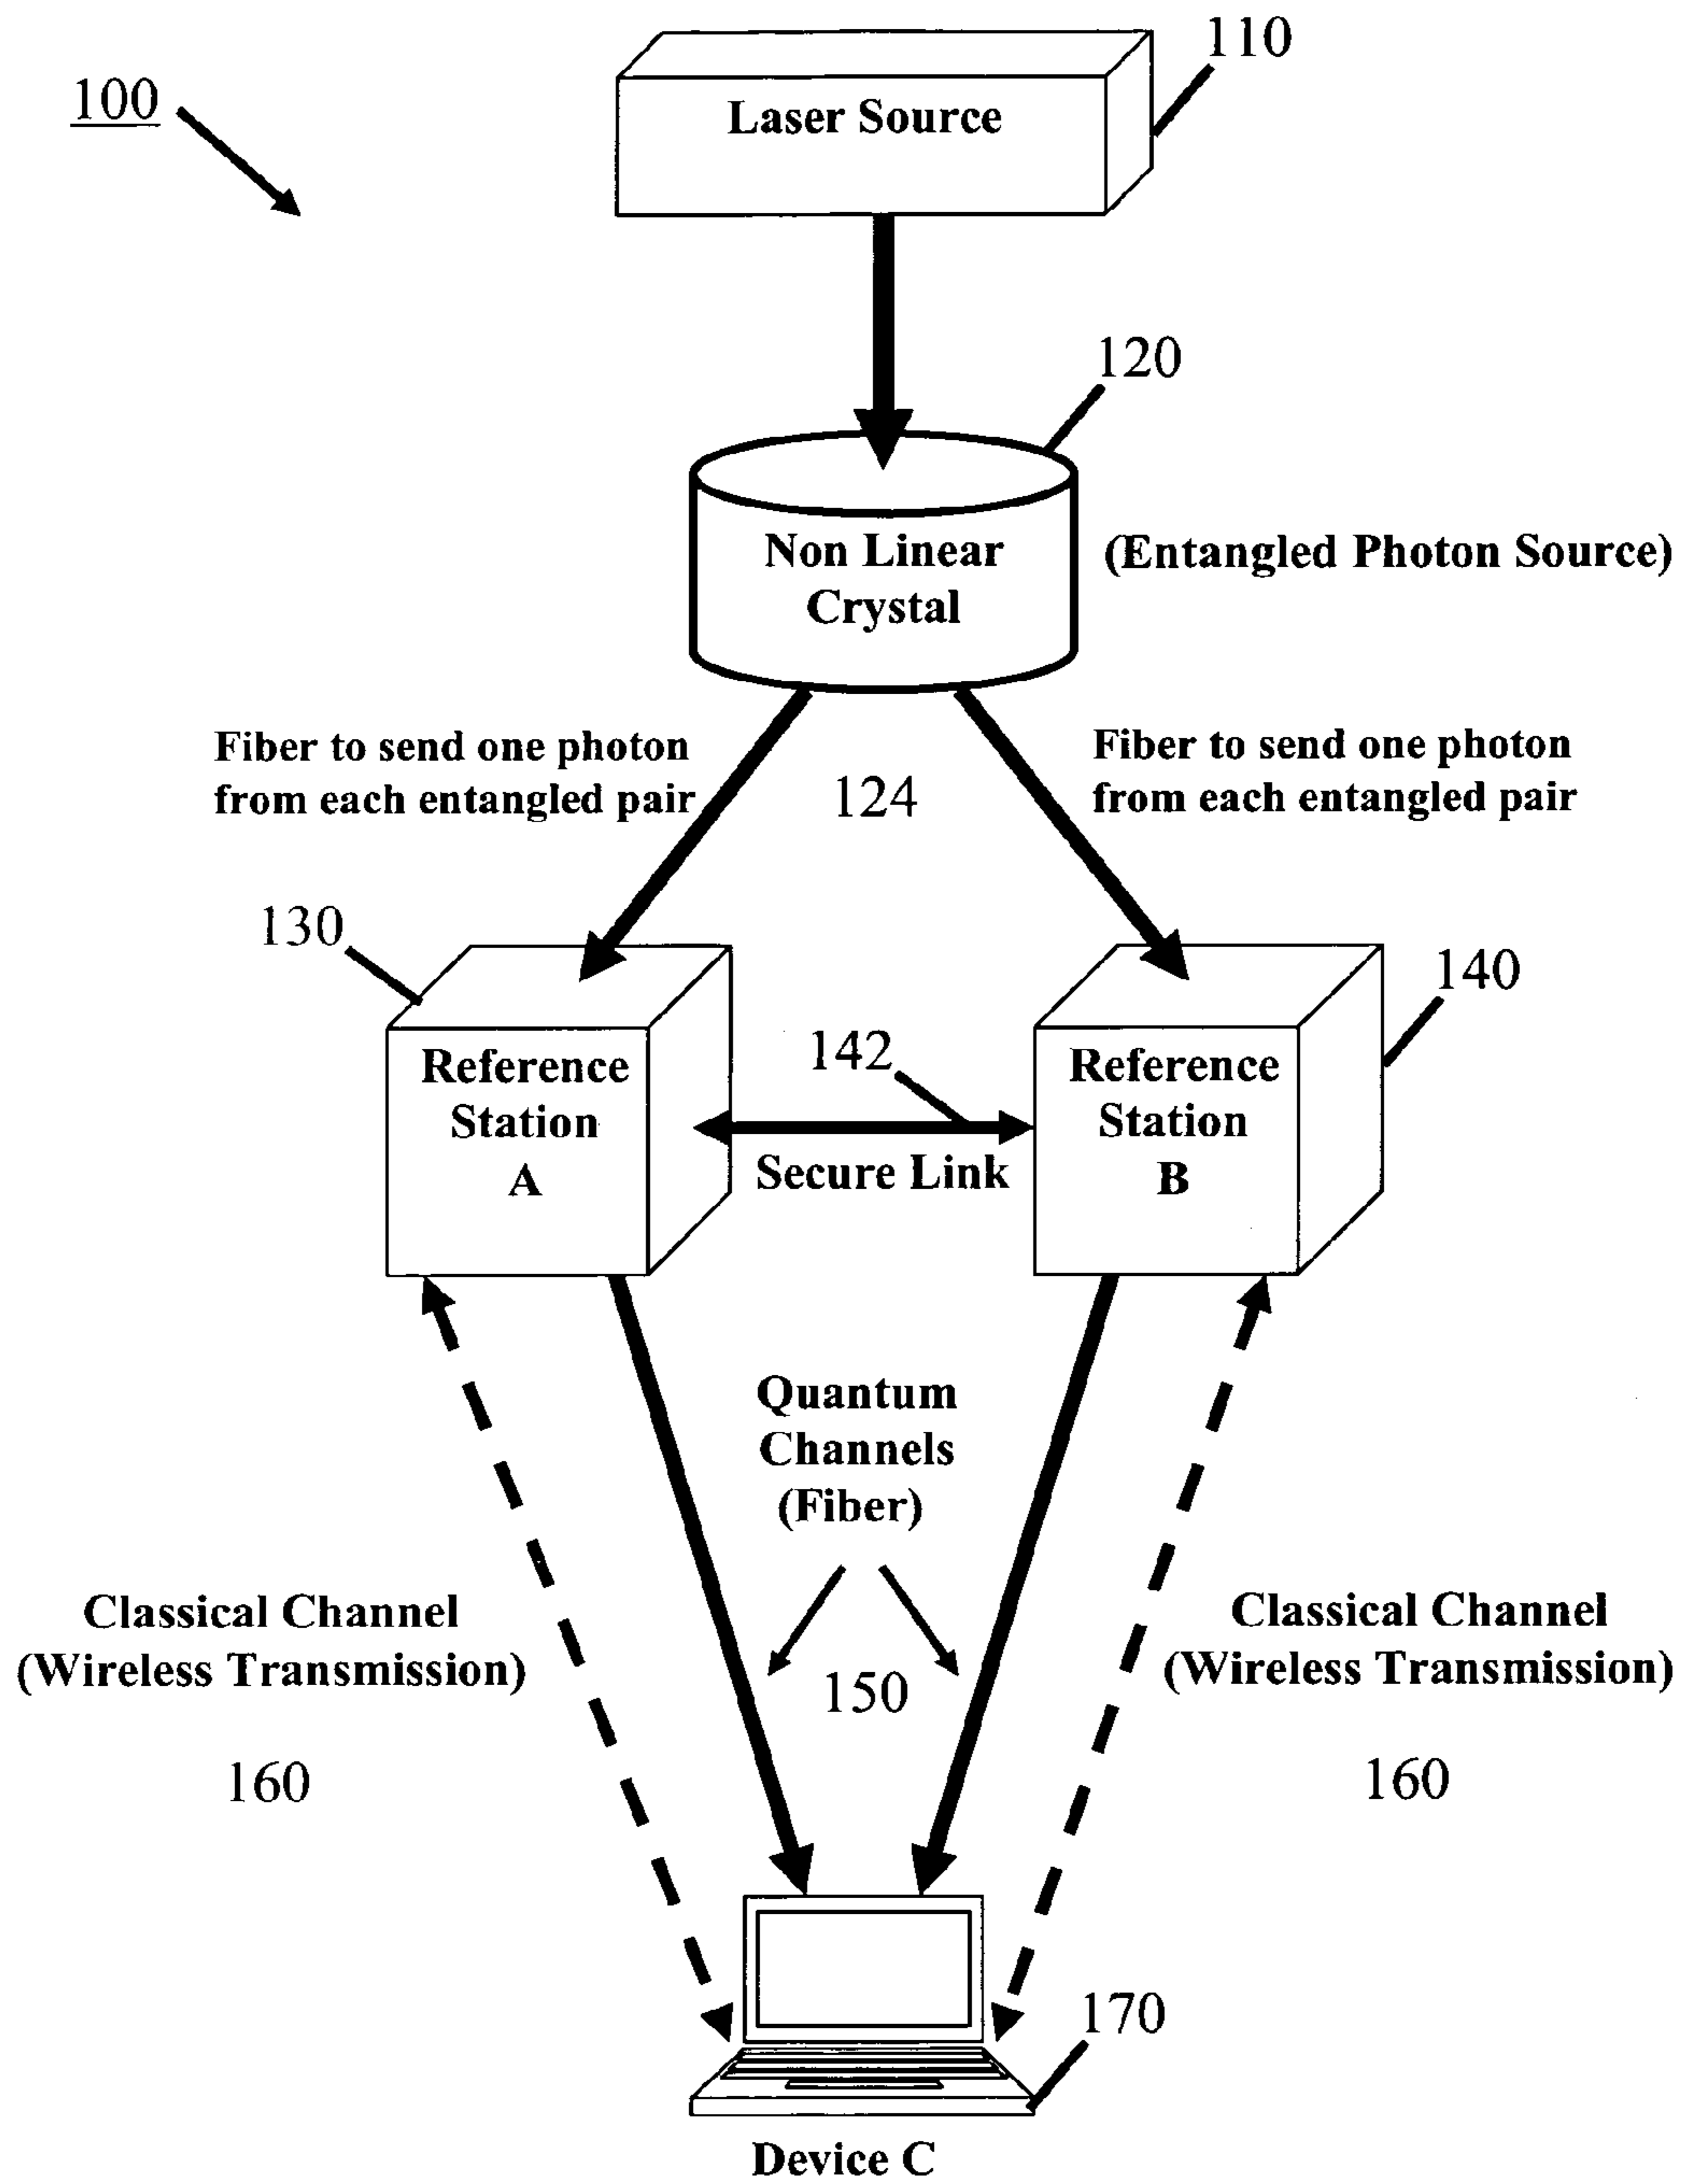 110
100
Laser Source
120
Non Linear
Crystal
(Entangled Photon Source)
Fiber to send one photon
from each entangled pair
124
Fiber to send one photon
from each entangled pair
130
140
142
Reference
Station
A
Secure Link
Reference
Station
B
Quantum
Channels
(Fiber)
Classical Channel
(Wireless Transmission)
160
150
Classical Channel
(Wireless Transmission)
160
170
Device C